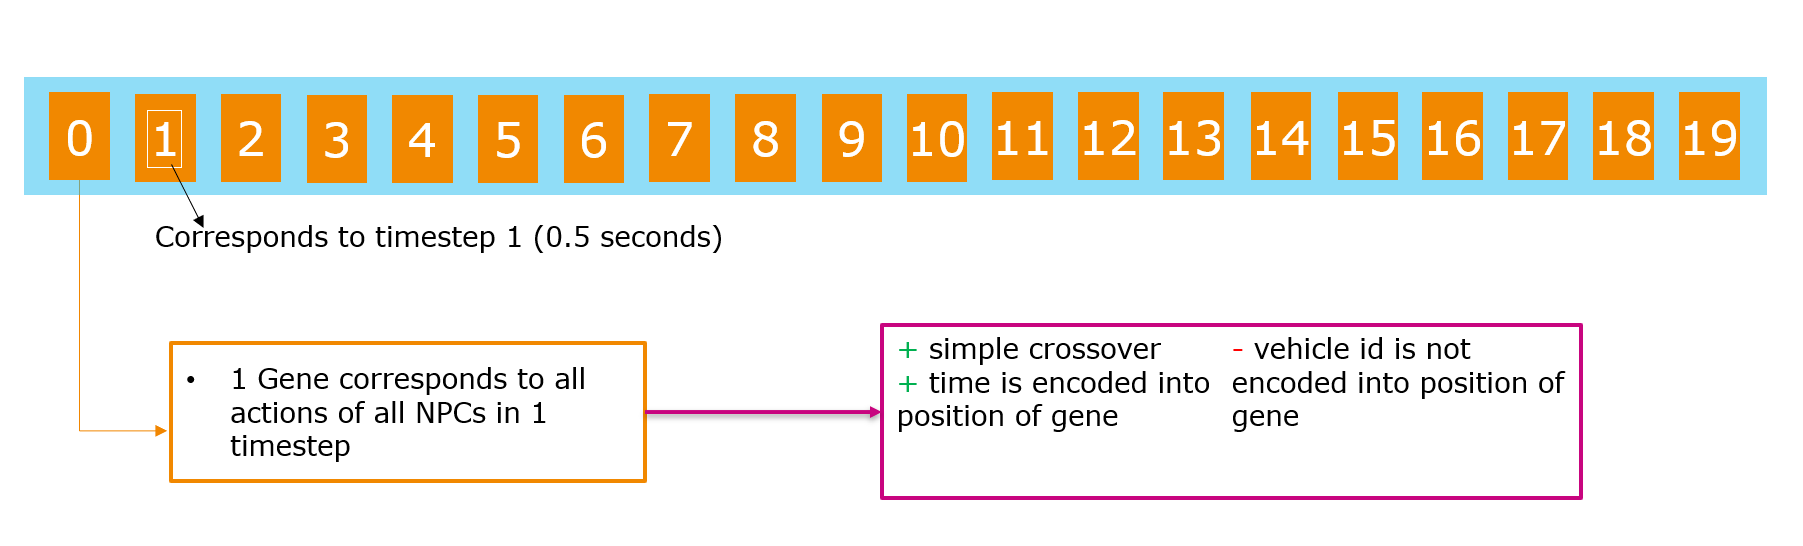 0 1 2 3 4 5 6 7 8 9 10 11 12 13 14 15 16 17 18 19
Corresponds to timestep 1 (0.5 seconds)
• 1 Gene corresponds to all
actions of all NPCs in 1
timestep
+ simple crossover
+ time is encoded into
position of gene
- vehicle id is not
encoded into position of
gene